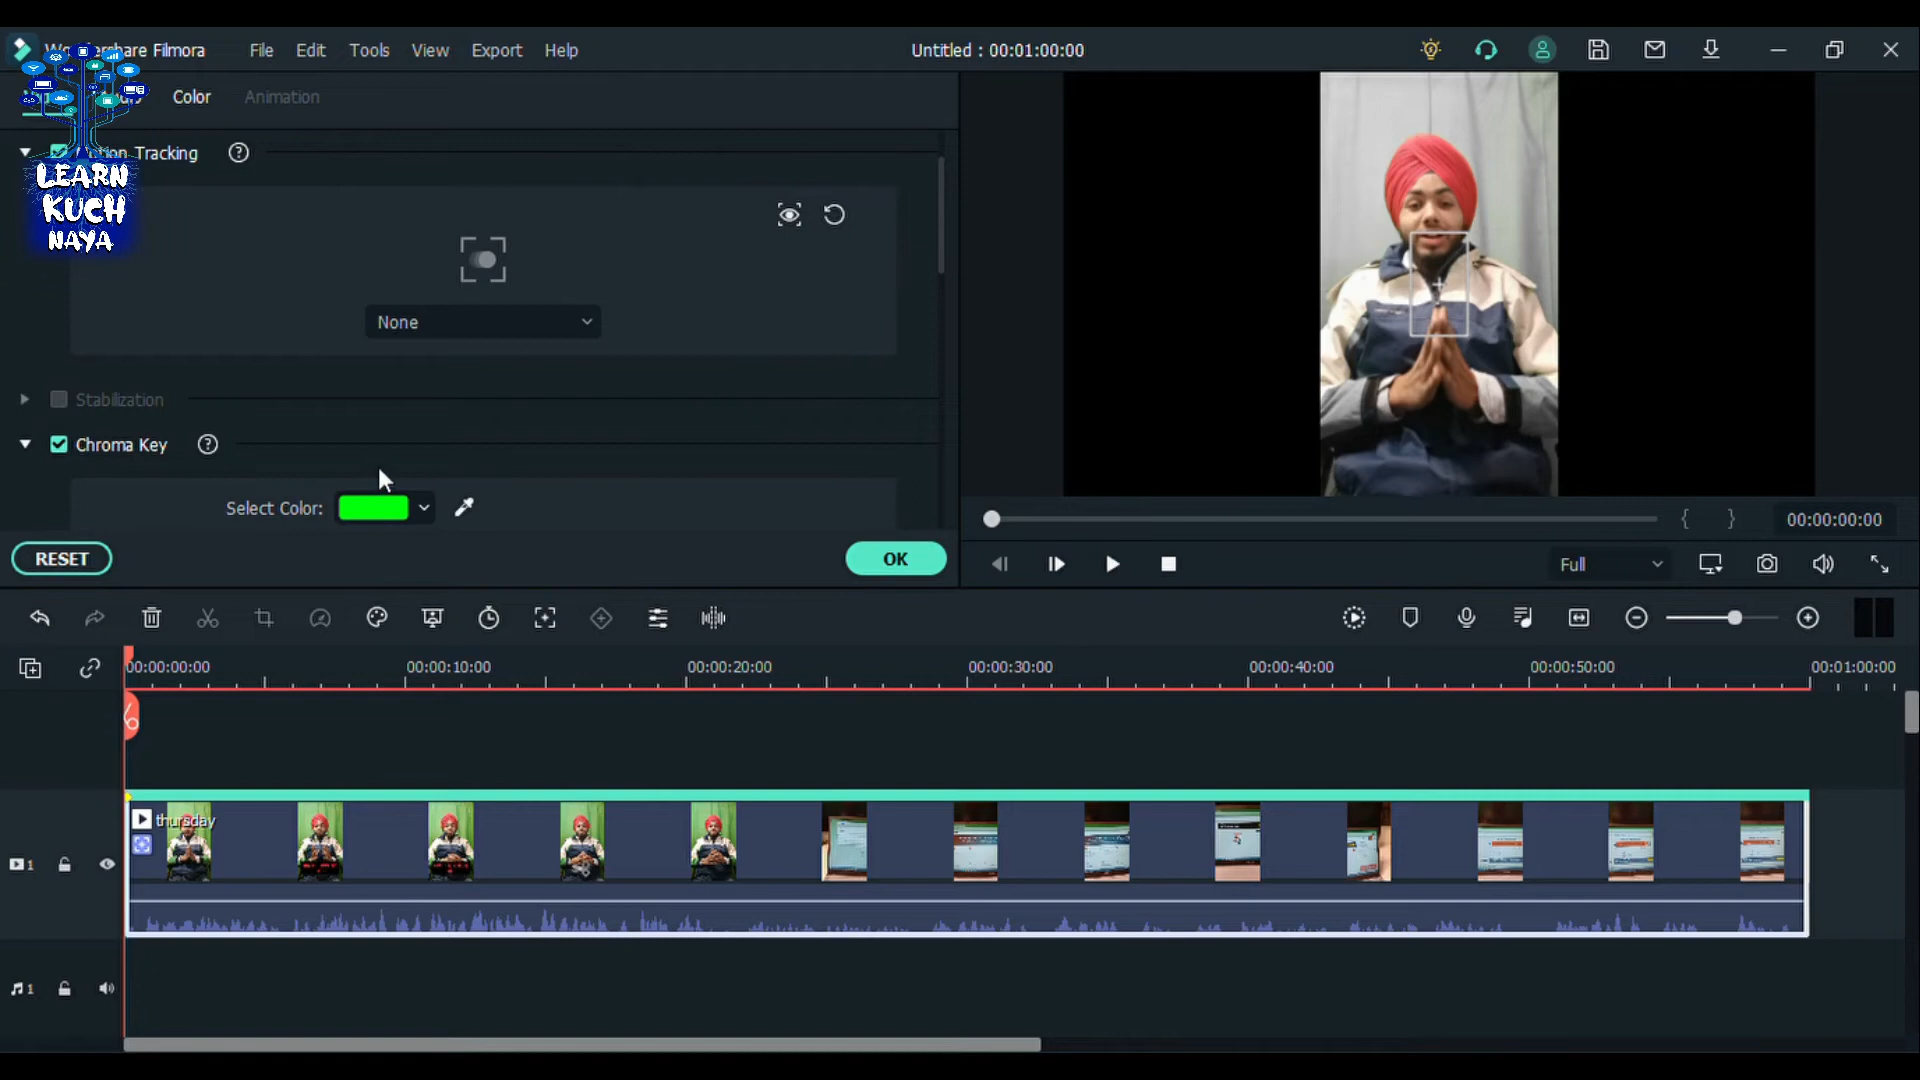 Wondershare Filmora File Edit Tools View Export Help Untitled : 00:01:00:00
Color Animation
Motion Tracking
LEARN
KUCH
NAYA
None
Stabilization
Chroma Key
Select Color:
RESET OK
{ } 00:00:00:00
Full
00:00:00:00 00:00:10:00 00:00:20:00 00:00:30:00 00:00:40:00 00:00:50:00 00:01:00:00
thursday
1
1